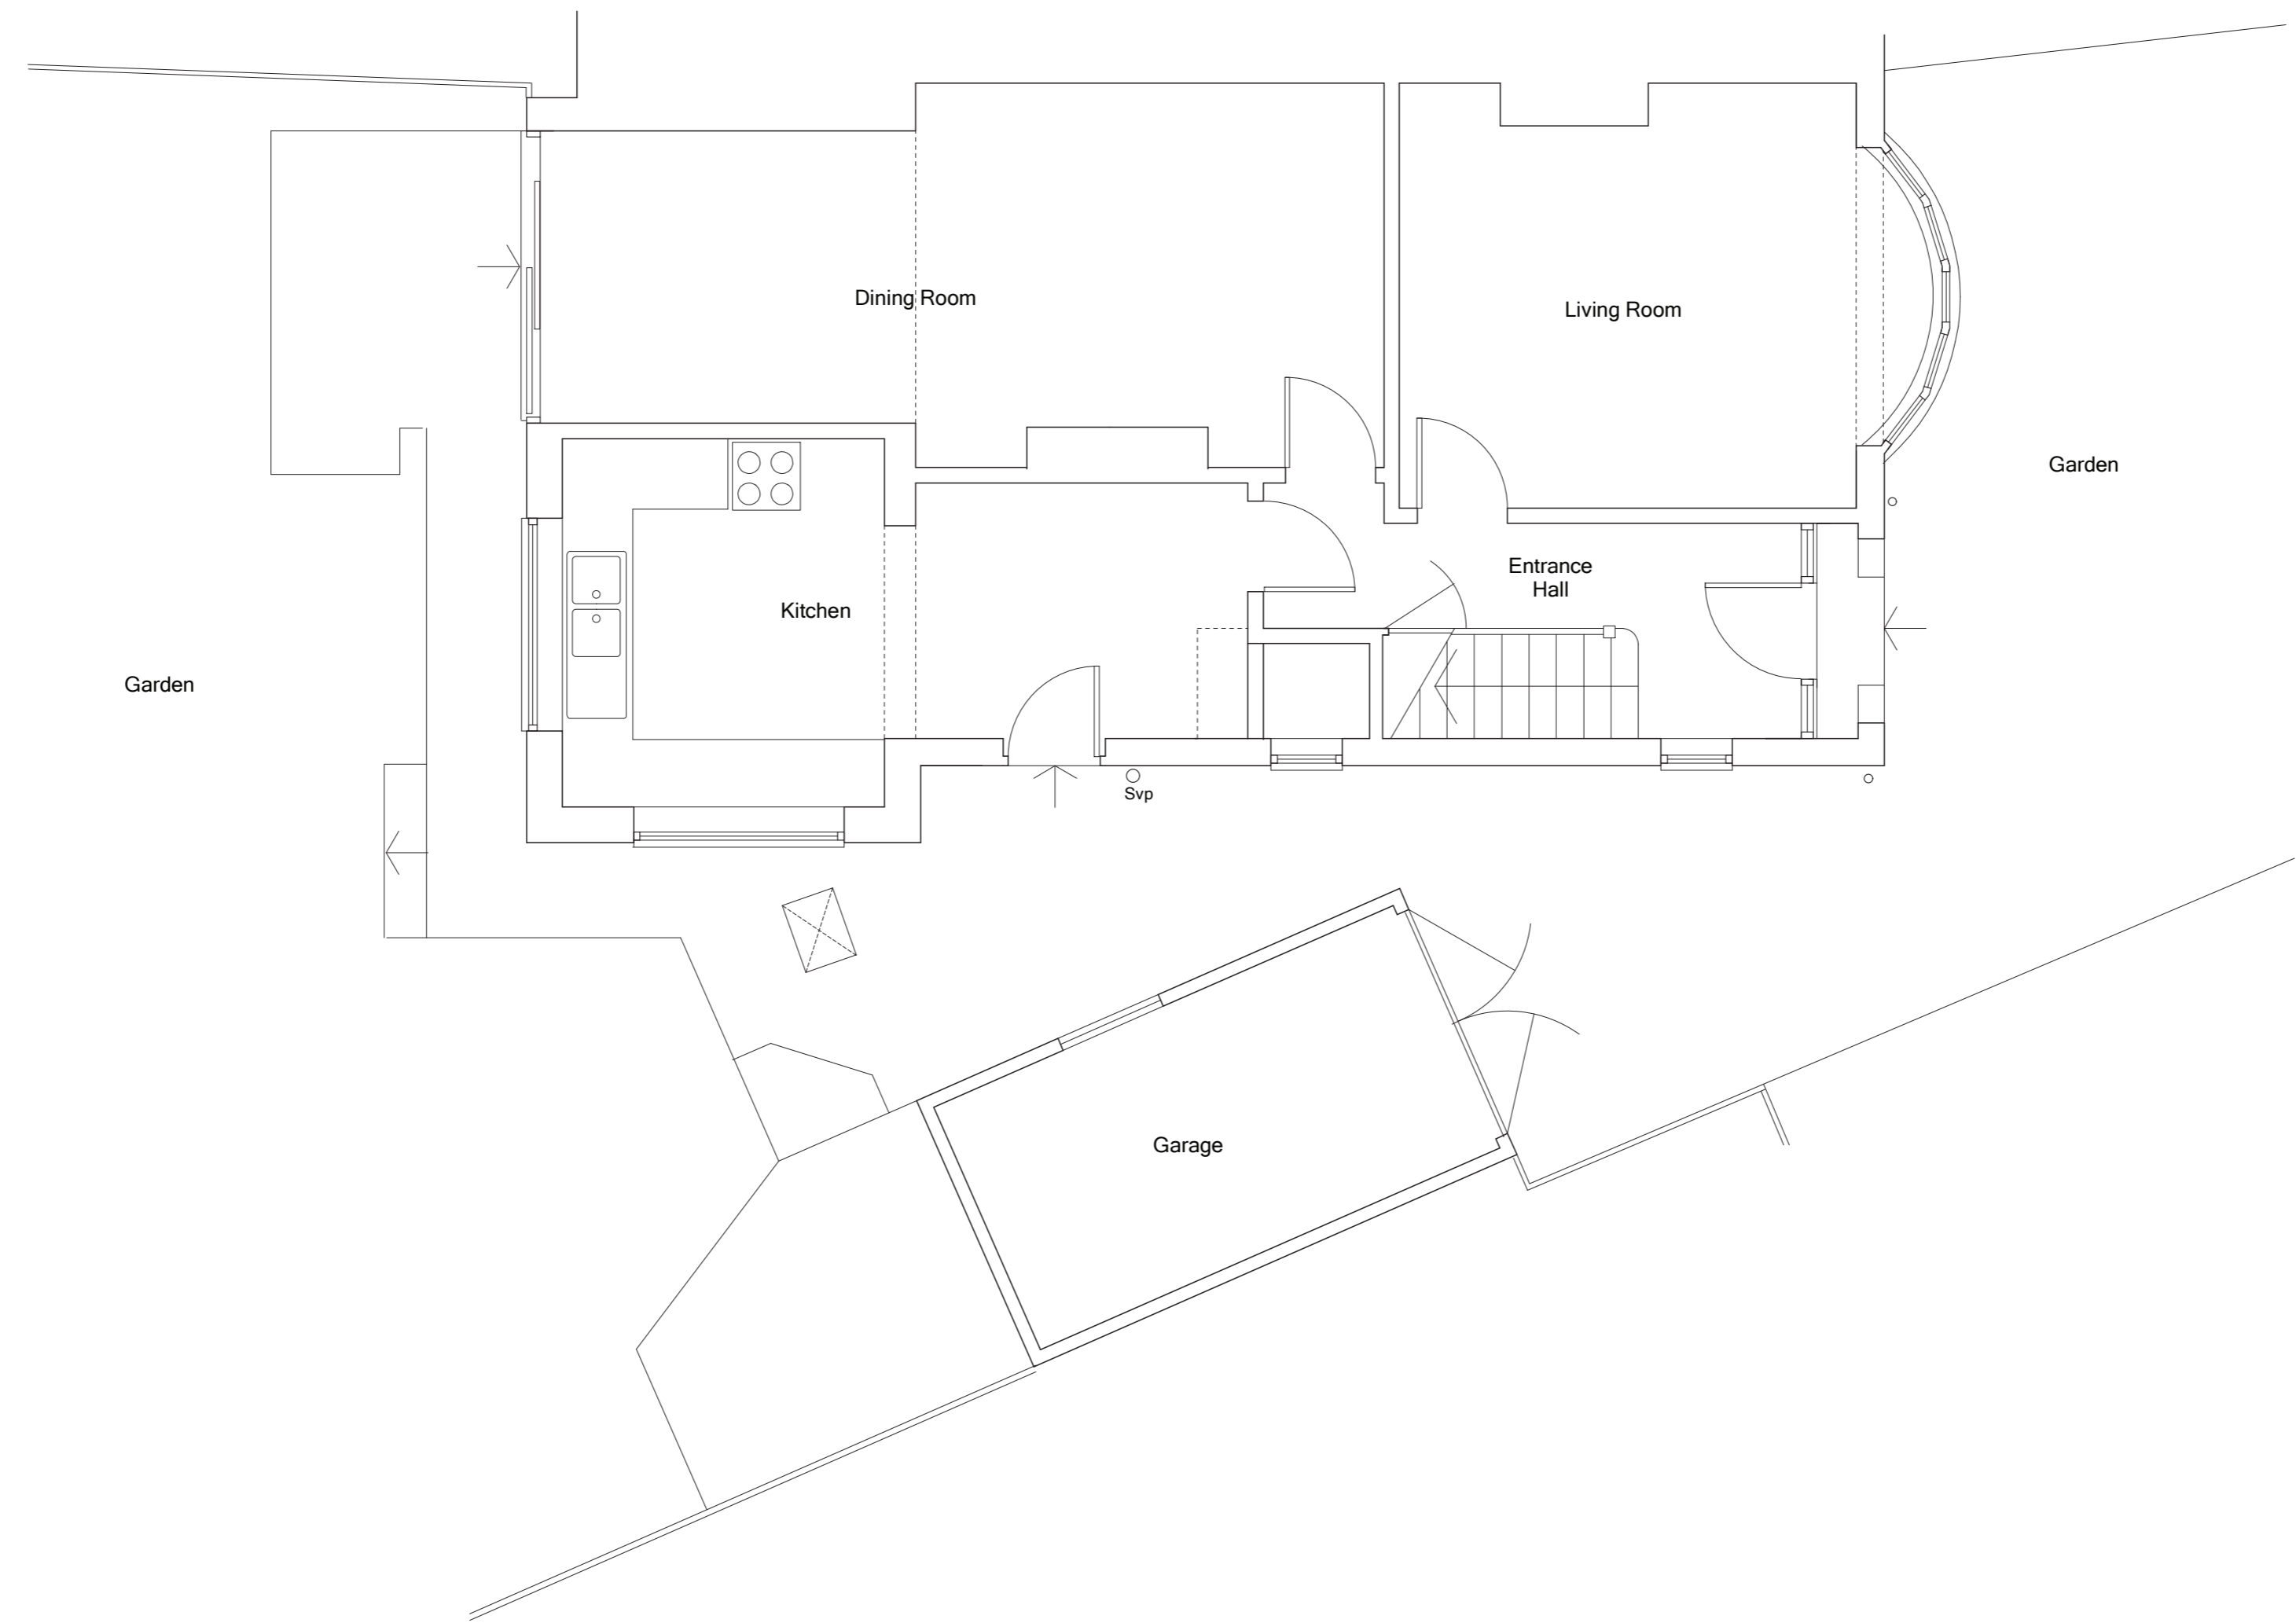 Dining Room
Living Room
Garden
Entrance
Hall
Kitchen
Garden
Svp
Garage